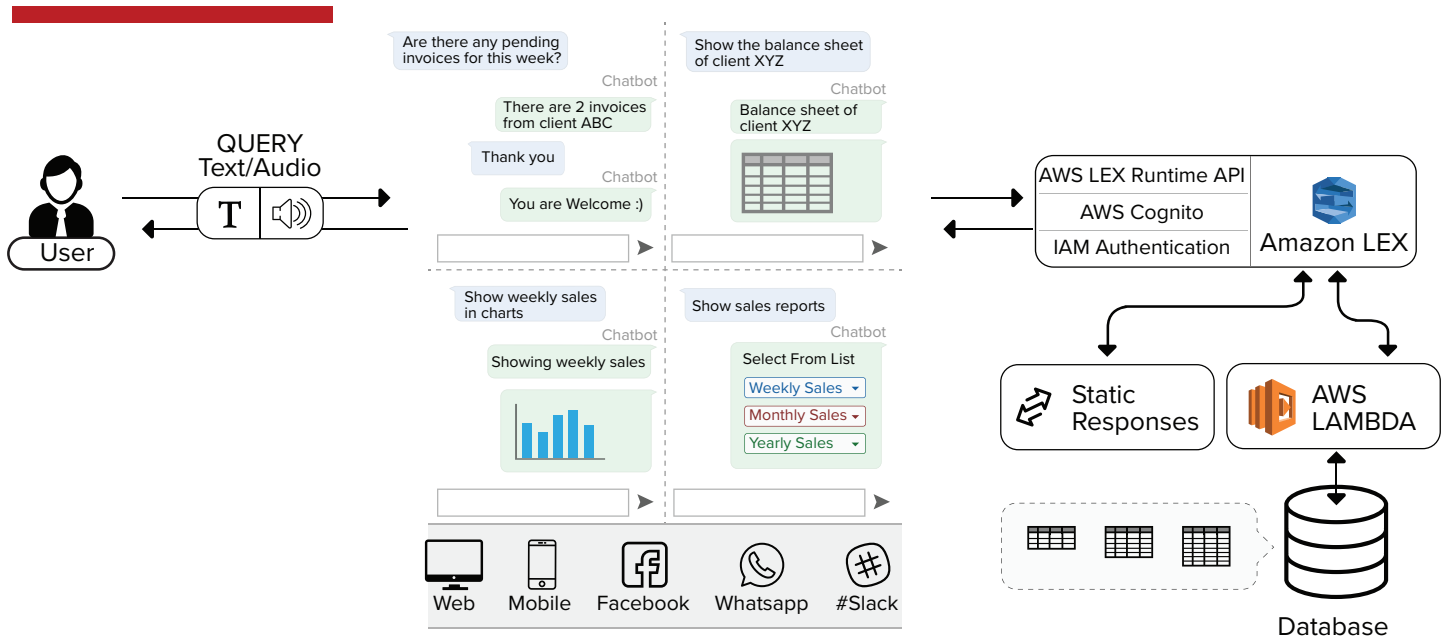 QUERY
Text/Audio
T
User
Are there any pending
invoices for this week?
Chatbot
There are 2 invoices
from client ABC
Thank you
Chatbot
You are Welcome :)
Show the balance sheet
of client XYZ
Chatbot
Balance sheet of
client XYZ
Show weekly sales
in charts
Chatbot
Showing weekly sales
Show sales reports
Chatbot
Select From List
Weekly Sales
Monthly Sales
Yearly Sales
Web
Mobile
Facebook
Whatsapp
#Slack
AWS LEX Runtime API
AWS Cognito
IAM Authentication
Amazon LEX
Static
Responses
AWS
LAMBDA
Database